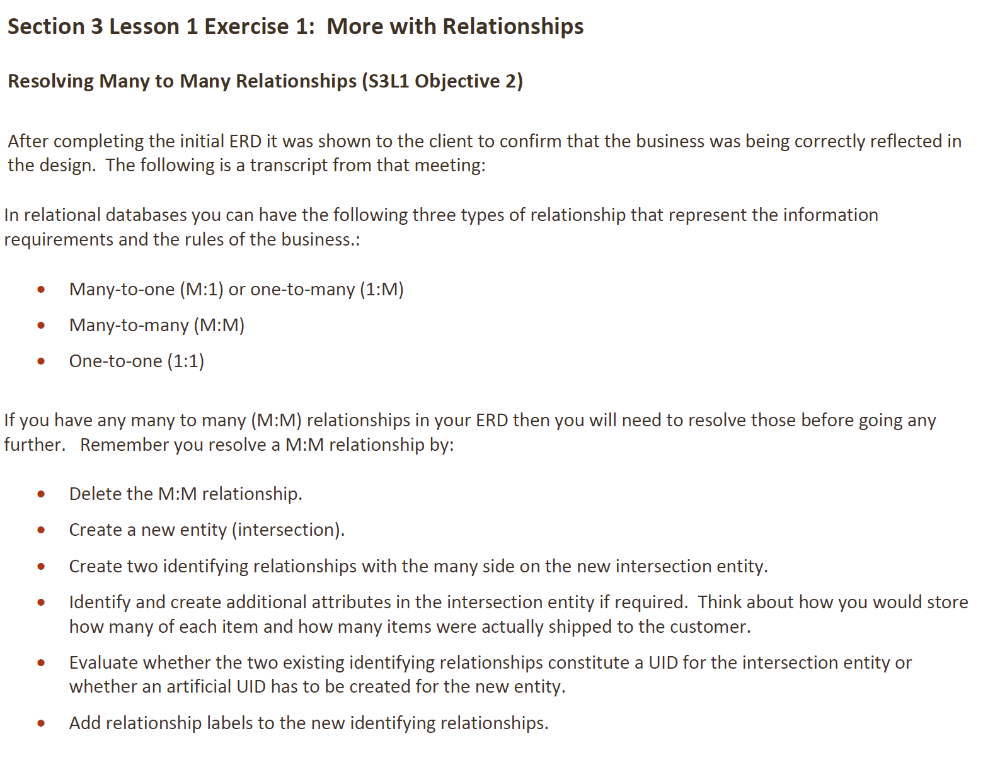 Section 3 Lesson 1 Exercise 1:  More with Relationships
Resolving Many to Many Relationships (S3L1 Objective 2)
After completing the initial ERD it was shown to the client to confirm that the business was being correctly reflected in
the design.  The following is a transcript from that meeting:
In relational databases you can have the following three types of relationship that represent the information
requirements and the rules of the business.:
• Many-to-one (M:1) or one-to-many (1:M)
• Many-to-many (M:M)
• One-to-one (1:1)
If you have any many to many (M:M) relationships in your ERD then you will need to resolve those before going any
further.   Remember you resolve a M:M relationship by:
• Delete the M:M relationship.
• Create a new entity (intersection).
• Create two identifying relationships with the many side on the new intersection entity.
• Identify and create additional attributes in the intersection entity if required.  Think about how you would store
how many of each item and how many items were actually shipped to the customer.
• Evaluate whether the two existing identifying relationships constitute a UID for the intersection entity or
whether an artificial UID has to be created for the new entity.
• Add relationship labels to the new identifying relationships.